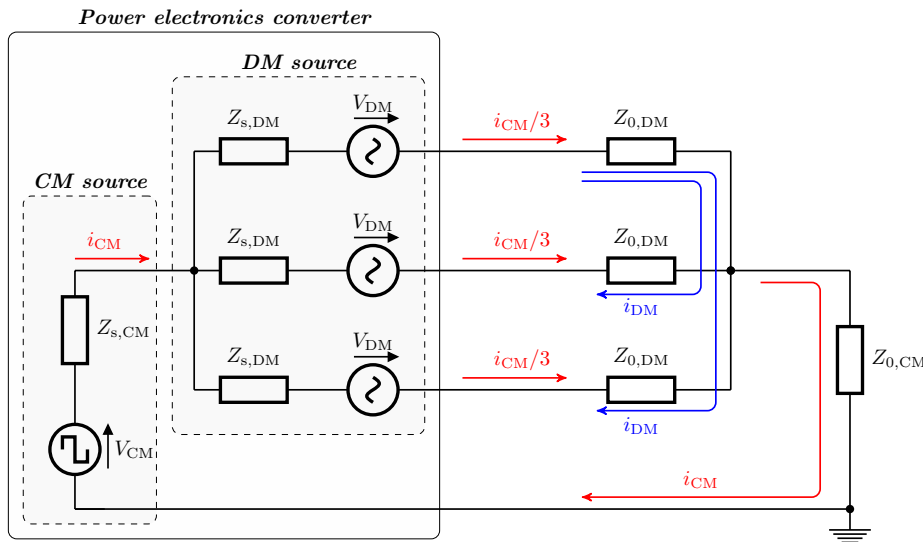 Power electronics converter
DM source
V_DM
Z_s,DM
i_CM/3
Z_0,DM
CM source
i_CM
V_DM
Z_s,DM
i_CM/3
Z_0,DM
i_DM
Z_s,CM
V_DM
Z_s,DM
i_CM/3
Z_0,DM
Z_0,CM
i_DM
V_CM
i_CM